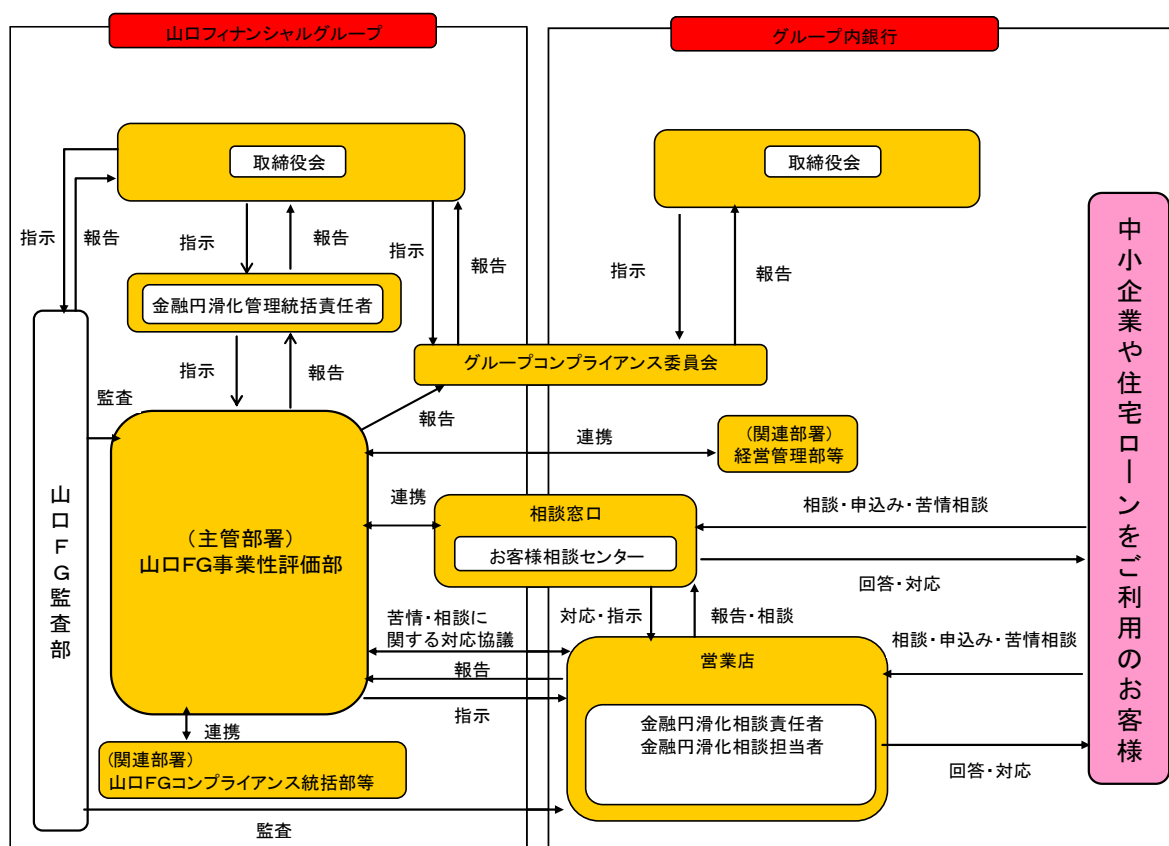 山口フィナンシャルグループ
グループ内銀行
取締役会
取締役会
指示
報告
指示
報告
指示
報告
指示
報告
金融円滑化管理統括責任者
指示
報告
グループコンプライアンス委員会
監査
報告
山口FG監査部
(主管部署)
山口FG事業性評価部
連携
(関連部署)
経営管理部等
連携
相談窓口
お客様相談センター
相談・申込み・苦情相談
回答・対応
対応・指示
報告・相談
苦情・相談に
関する対応協議
報告
指示
営業店
金融円滑化相談責任者
金融円滑化相談担当者
相談・申込み・苦情相談
回答・対応
連携
(関連部署)
山口FGコンプライアンス統括部等
監査
中小企業や住宅ローンをご利用のお客様